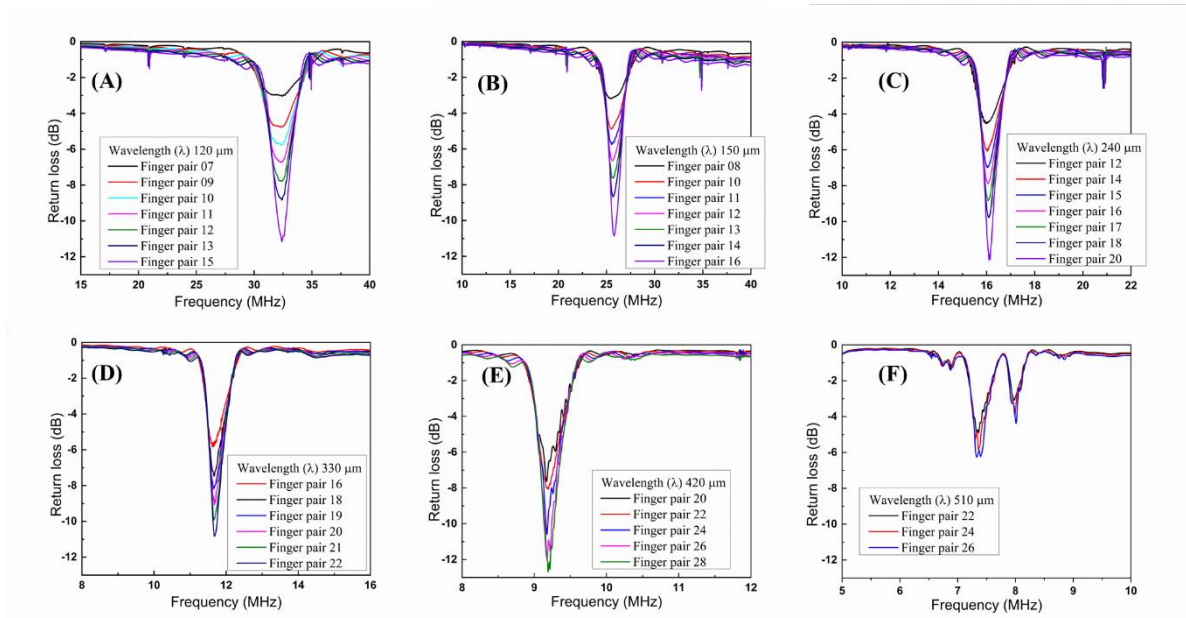 (A)
Return loss (dB)
0
-2
-4
-6
-8
-10
-12
Wavelength (λ) 120 μm
Finger pair 07
Finger pair 09
Finger pair 10
Finger pair 11
Finger pair 12
Finger pair 13
Finger pair 15
10 15 20 25 30 35 40
Frequency (MHz)
(B)
Return loss (dB)
0
-2
-4
-6
-8
-10
-12
Wavelength (λ) 150 μm
Finger pair 08
Finger pair 10
Finger pair 11
Finger pair 12
Finger pair 13
Finger pair 14
Finger pair 16
10 15 20 25 30 35 40
Frequency (MHz)
(C)
Return loss (dB)
0
-2
-4
-6
-8
-10
-12
Wavelength (λ) 240 μm
Finger pair 12
Finger pair 14
Finger pair 15
Finger pair 16
Finger pair 17
Finger pair 18
Finger pair 20
10 12 14 16 18 20 22
Frequency (MHz)
(D)
Return loss (dB)
0
-2
-4
-6
-8
-10
-12
Wavelength (λ) 330 μm
Finger pair 16
Finger pair 18
Finger pair 19
Finger pair 20
Finger pair 21
Finger pair 22
8 10 12 14 16
Frequency (MHz)
(E)
Return loss (dB)
0
-2
-4
-6
-8
-10
-12
Wavelength (λ) 420 μm
Finger pair 20
Finger pair 22
Finger pair 24
Finger pair 26
Finger pair 28
8 9 10 11 12
Frequency (MHz)
(F)
Return loss (dB)
0
-2
-4
-6
-8
-10
-12
Wavelength (λ) 510 μm
Finger pair 22
Finger pair 24
Finger pair 26
5 6 7 8 9 10
Frequency (MHz)